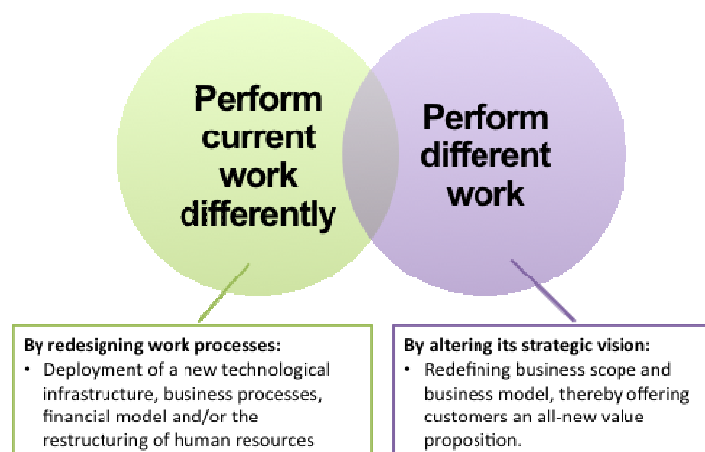 Perform
current
work
differently
Perform
different
work
By redesigning work processes:
• Deployment of a new technological
infrastructure, business processes,
financial model and/or the
restructuring of human resources
By altering its strategic vision:
• Redefining business scope and
business model, thereby offering
customers an all-new value
proposition.